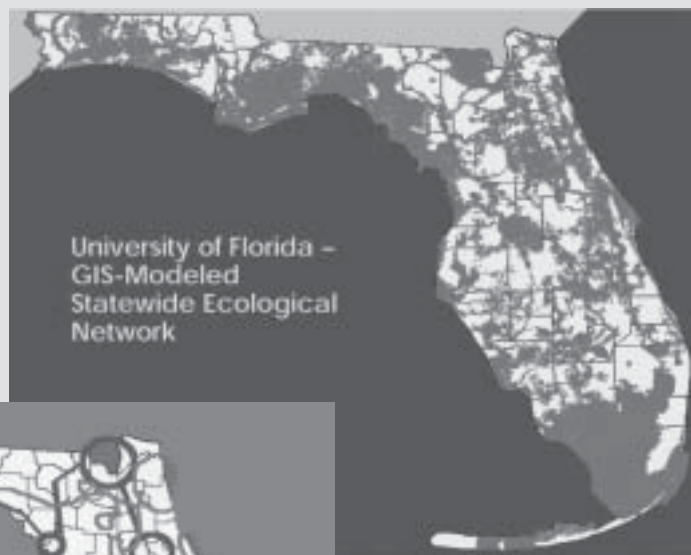 University of Florida –
GIS-Modeled
Statewide Ecological
Network